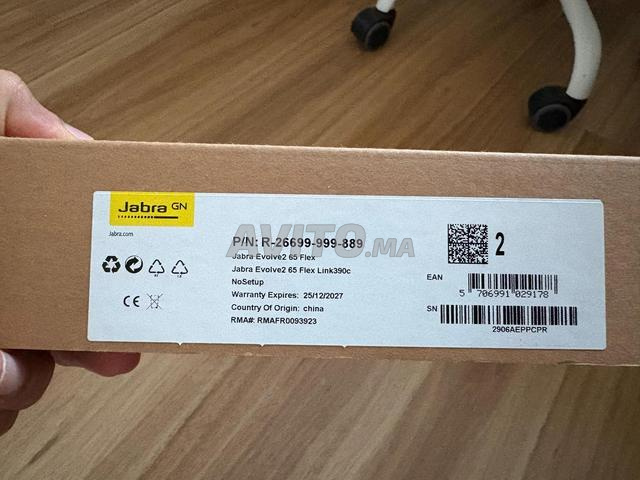 Jabra GN
Jabra.com
P/N: R-26699-999-889
Jabra Evolve2 65 Flex
Jabra Evolve2 65 Flex Link390c
NoSetup
Warranty Expires: 25/12/2027
Country Of Origin: china
RMA#: RMAFR0093923
CE
2
EAN
5 706991 029178
SN
2906AEPPCPR
AVITO.MA